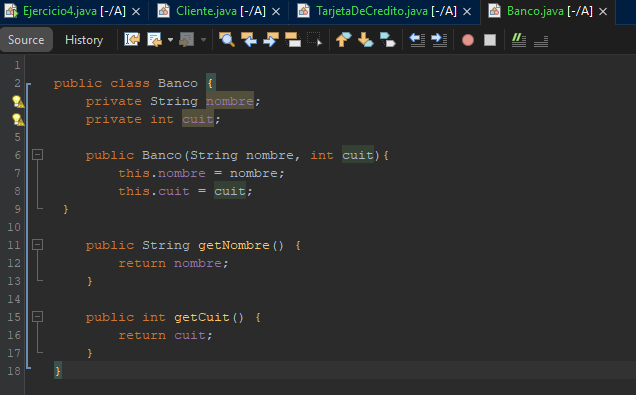 Ejercicio4.java [-/A] Cliente.java [-/A] TarjetaDeCredito.java [-/A] Banco.java [-/A]
Source History
1
2 public class Banco {
private String nombre;
private int cuit;
5
6 public Banco(String nombre, int cuit){
7 this.nombre = nombre;
8 this.cuit = cuit;
9 }
10
11 public String getNombre() {
12 return nombre;
13 }
14
15 public int getCuit() {
16 return cuit;
17 }
18 }